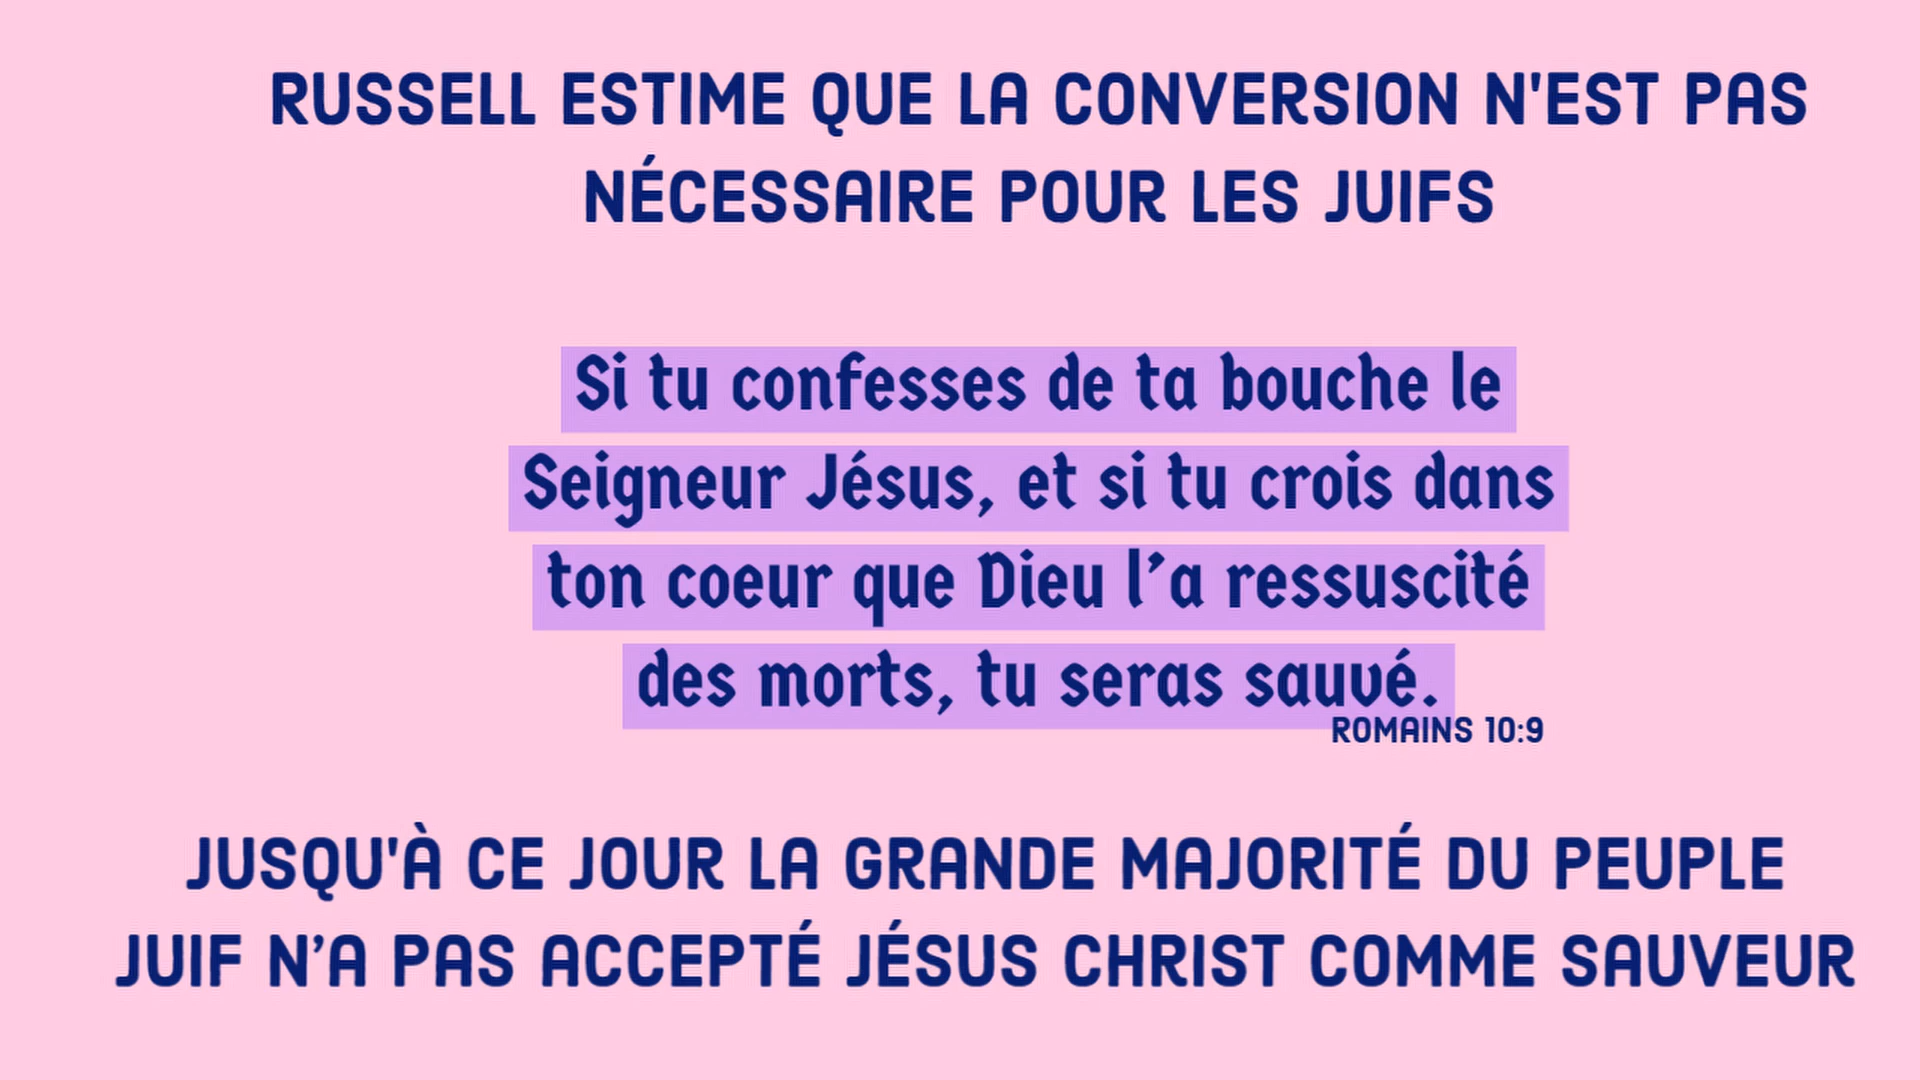 RUSSELL ESTIME QUE LA CONVERSION N'EST PAS
NÉCESSAIRE POUR LES JUIFS
Si tu confesses de ta bouche le
Seigneur Jésus, et si tu crois dans
ton coeur que Dieu l’a ressuscité
des morts, tu seras sauvé.
ROMAINS 10:9
JUSQU'À CE JOUR LA GRANDE MAJORITÉ DU PEUPLE
JUIF N’A PAS ACCEPTÉ JÉSUS CHRIST COMME SAUVEUR